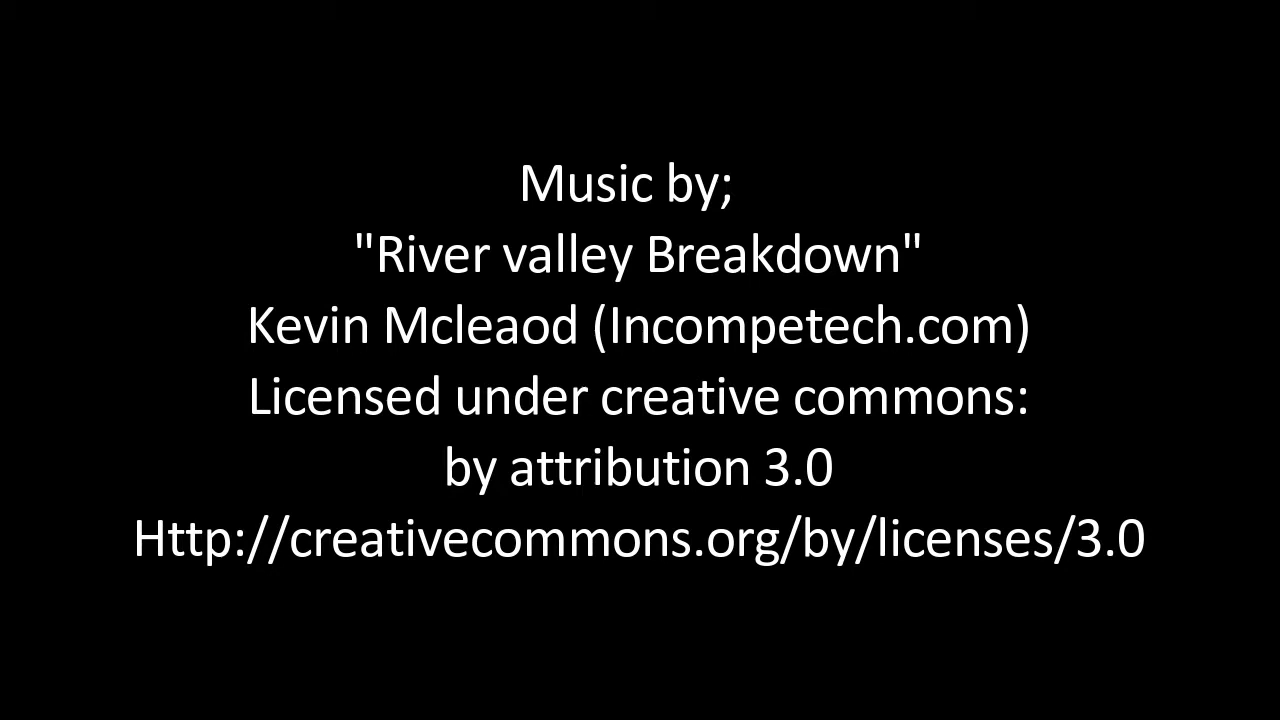 Music by;
"River valley Breakdown"
Kevin Mcleaod (Incompetech.com)
Licensed under creative commons:
by attribution 3.0
Http://creativecommons.org/by/licenses/3.0